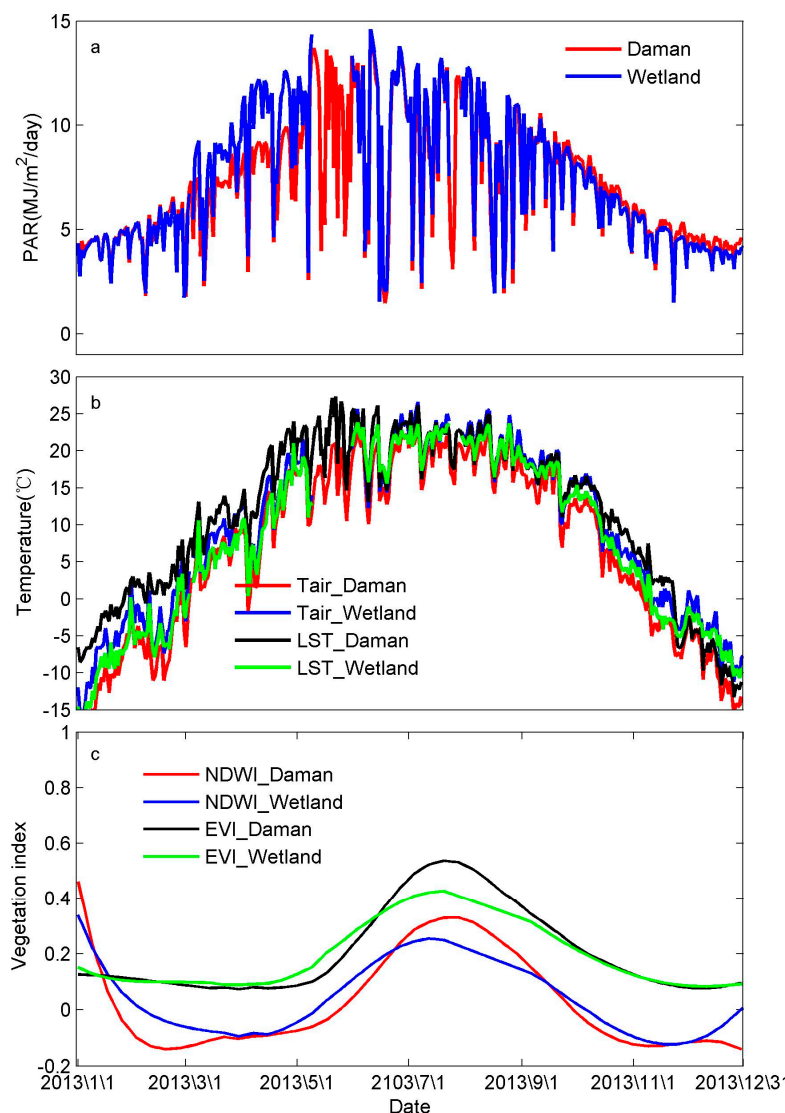 15
a
Daman
Wetland
10
PAR(MJ/m²/day)
5
0
30
b
25
20
15
Temperature(℃)
10
5
0
-5
-10
-15
Tair_Daman
Tair_Wetland
LST_Daman
LST_Wetland
1
c
0.8
NDWI_Daman
NDWI_Wetland
EVI_Daman
EVI_Wetland
0.6
Vegetation index
0.4
0.2
0
-0.2
2013\1\1 2013\3\1 2013\5\1 2103\7\1 2013\9\1 2013\11\1 2013\12\31
Date